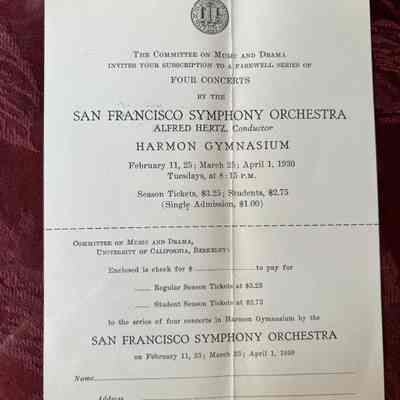 The Committee on Music and Drama
invites your subscription to a farewell series of
FOUR CONCERTS
by the
SAN FRANCISCO SYMPHONY ORCHESTRA
ALFRED HERTZ, Conductor
HARMON GYMNASIUM
February 11, 25; March 25; April 1, 1930
Tuesdays, at 8:15 p.m.
Season Tickets, $3.25; Students, $2.75
(Single Admission, $1.00)
Committee on Music and Drama,
University of California, Berkeley:
Enclosed is check for $ to pay for
Regular Season Tickets at $3.25
Student Season Tickets at $2.75
to the series of four concerts in Harmon Gymnasium by the
SAN FRANCISCO SYMPHONY ORCHESTRA
on February 11, 25; March 25; April 1, 1930
Name
Address